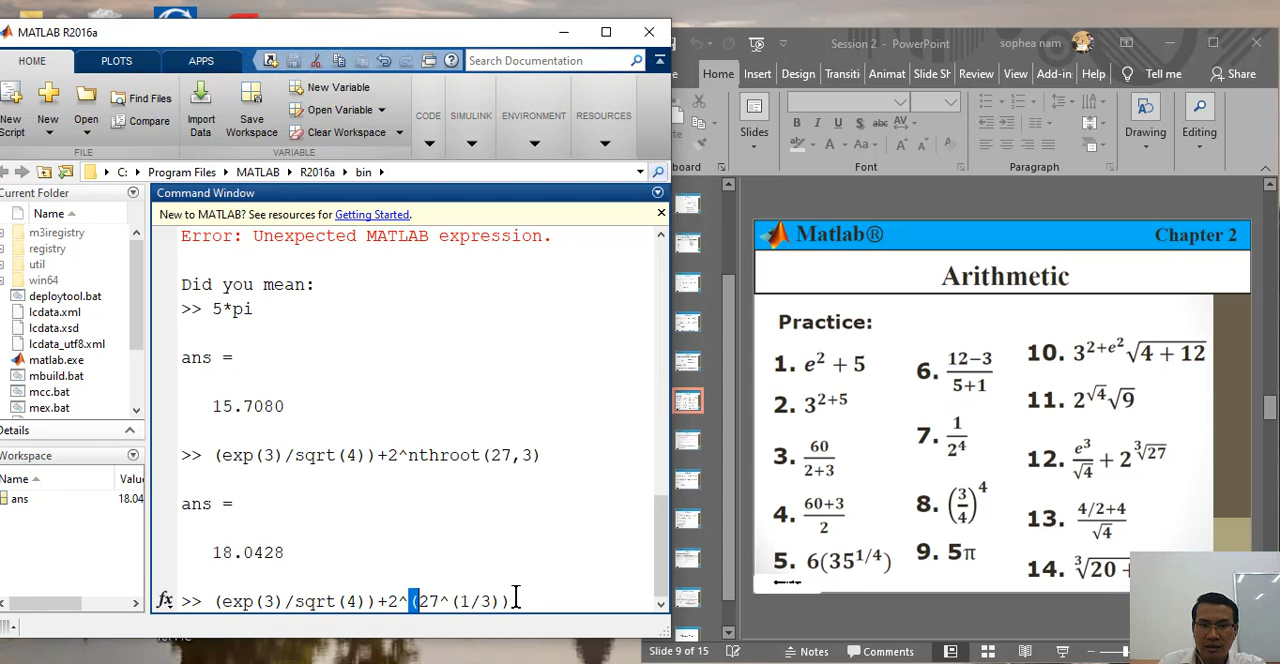 MATLAB R2016a
HOME PLOTS APPS
Search Documentation
New Script
New
Open
Find Files
Compare
Import Data
Save Workspace
New Variable
Open Variable
Clear Workspace
CODE
SIMULINK
ENVIRONMENT
RESOURCES
FILE
VARIABLE
C: Program Files MATLAB R2016a bin
Current Folder
Name
m3iregistry
registry
util
win64
deploytool.bat
lcdata.xml
lcdata.xsd
lcdata_utf8.xml
matlab.exe
mbuild.bat
mcc.bat
mex.bat
Details
Workspace
Name Valu
ans 18.04
Command Window
New to MATLAB? See resources for Getting Started.
Error: Unexpected MATLAB expression.
Did you mean:
>> 5*pi
ans =
15.7080
>> (exp(3)/sqrt(4))+2^nthroot(27,3)
ans =
18.0428
fx >> (exp(3)/sqrt(4))+2^(27^(1/3))
Session 2 - PowerPoint
sophea nam
Home Insert Design Transiti Animat Slide Sh Review View Add-in Help Tell me Share
Slides
Drawing
Editing
board
Font
Paragraph
Matlab® Chapter 2
Arithmetic
Practice:
1. e² + 5
2. 3²⁺⁵
3. 60/2+3
4. 60+3/2
5. 6(35^1/4)
6. 12−3/5+1
7. 1/2⁴
8. (3/4)⁴
9. 5π
10. 3^2+e² √4 + 12
11. 2^√4 √9
12. e³/√4 + 2^∛27
13. 4/2+4/√4
14. ∛20 +
Slide 9 of 15
Notes
Comments